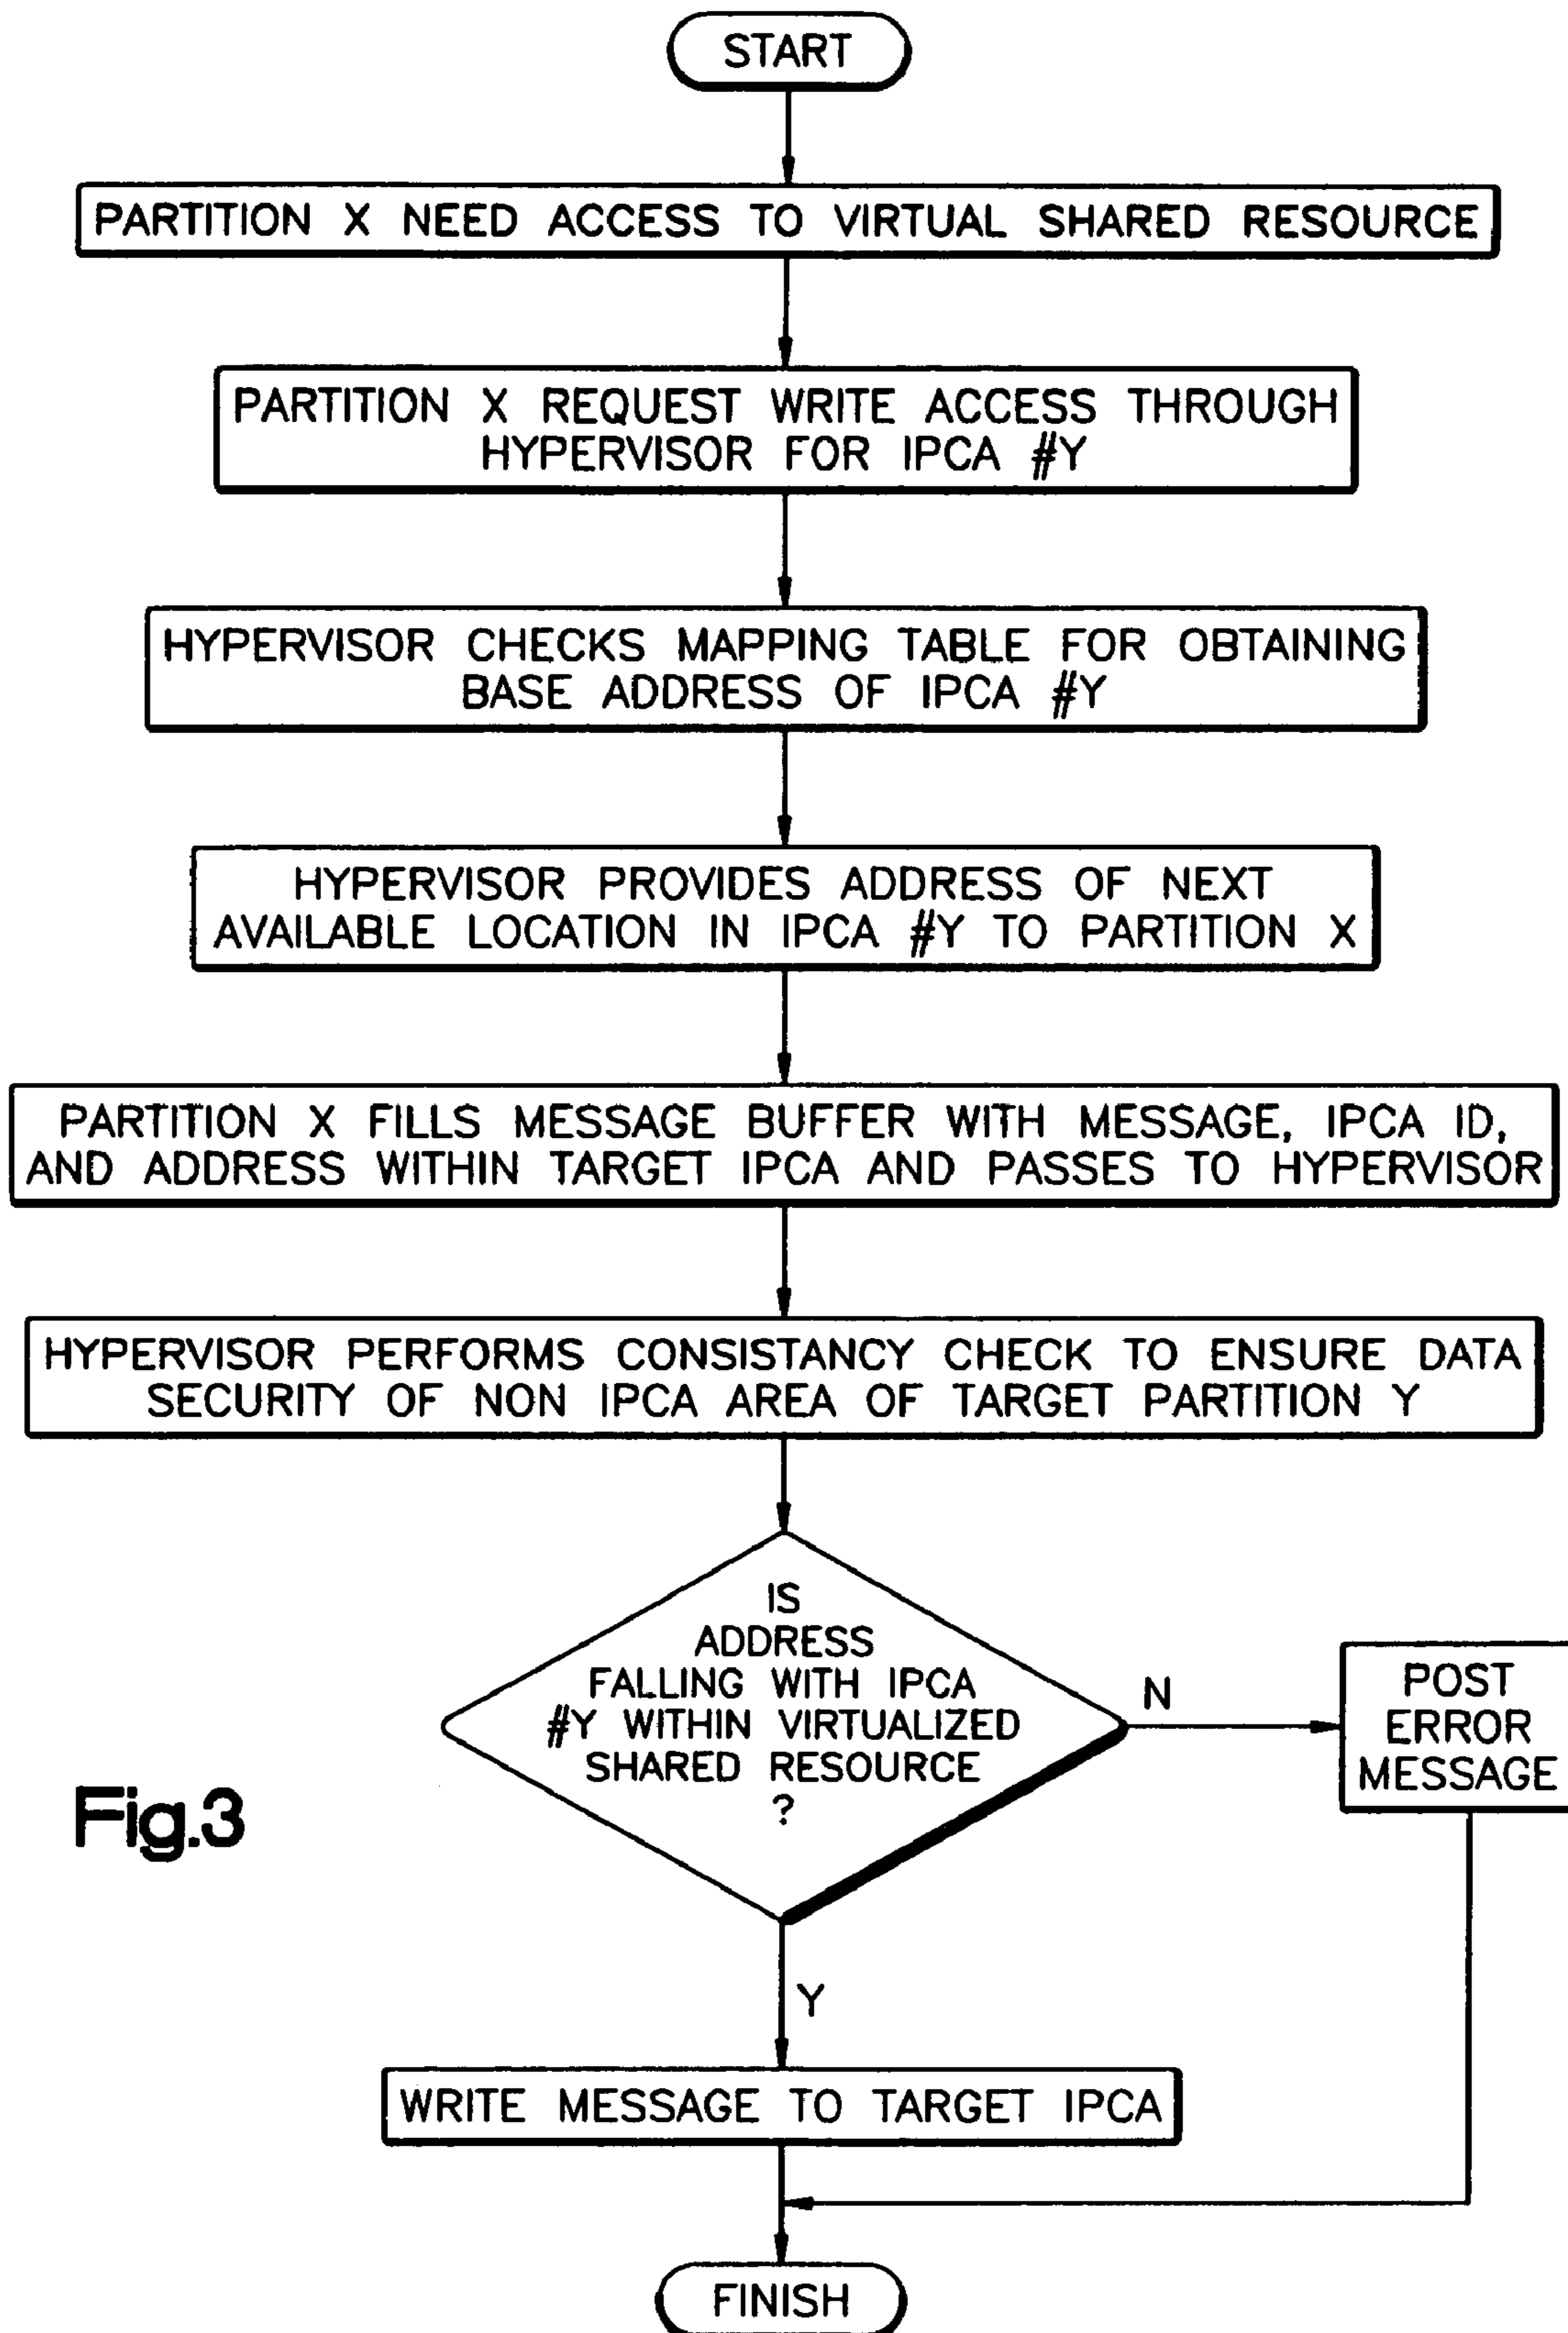 START
PARTITION X NEED ACCESS TO VIRTUAL SHARED RESOURCE
PARTITION X REQUEST WRITE ACCESS THROUGH
HYPERVISOR FOR IPCA #Y
HYPERVISOR CHECKS MAPPING TABLE FOR OBTAINING
BASE ADDRESS OF IPCA #Y
HYPERVISOR PROVIDES ADDRESS OF NEXT
AVAILABLE LOCATION IN IPCA #Y TO PARTITION X
PARTITION X FILLS MESSAGE BUFFER WITH MESSAGE, IPCA ID,
AND ADDRESS WITHIN TARGET IPCA AND PASSES TO HYPERVISOR
HYPERVISOR PERFORMS CONSISTANCY CHECK TO ENSURE DATA
SECURITY OF NON IPCA AREA OF TARGET PARTITION Y
IS
ADDRESS
FALLING WITH IPCA
#Y WITHIN VIRTUALIZED
SHARED RESOURCE
?
N
POST
ERROR
MESSAGE
Fig.3
Y
WRITE MESSAGE TO TARGET IPCA
FINISH